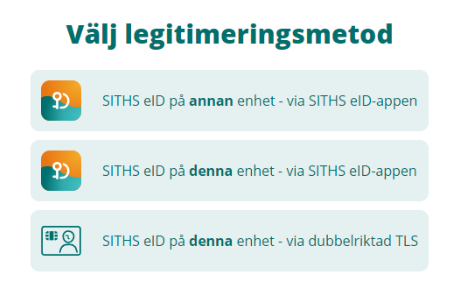 Välj legitimeringsmetod
SITHS eID på annan enhet - via SITHS eID-appen
SITHS eID på denna enhet - via SITHS eID-appen
SITHS eID på denna enhet - via dubbelriktad TLS